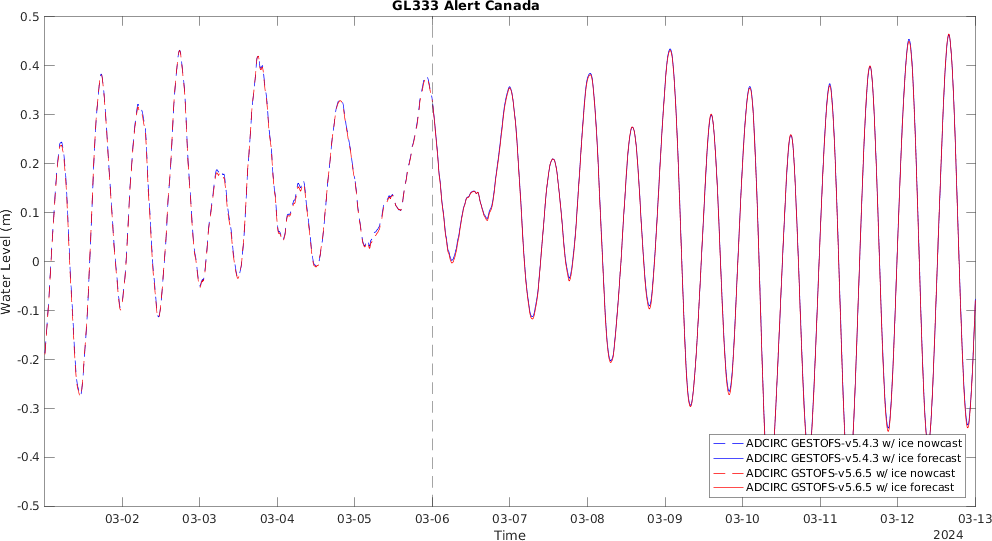 GL333 Alert Canada
0.5
0.4
0.3
0.2
0.1
0
-0.1
-0.2
-0.3
-0.4
-0.5
Water Level (m)
ADCIRC GESTOFS-v5.4.3 w/ ice nowcast
ADCIRC GESTOFS-v5.4.3 w/ ice forecast
ADCIRC GSTOFS-v5.6.5 w/ ice nowcast
ADCIRC GSTOFS-v5.6.5 w/ ice forecast
03-02 03-03 03-04 03-05 03-06 03-07 03-08 03-09 03-10 03-11 03-12 03-13
Time
2024